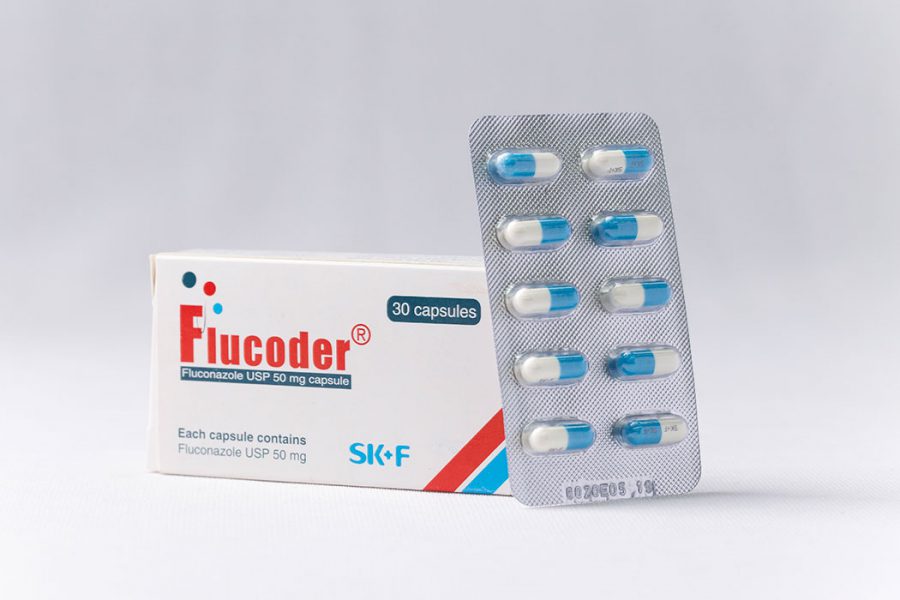 30 capsules
Flucoder®
Fluconazole USP 50 mg capsule
Each capsule contains
Fluconazole USP 50 mg
SK+F